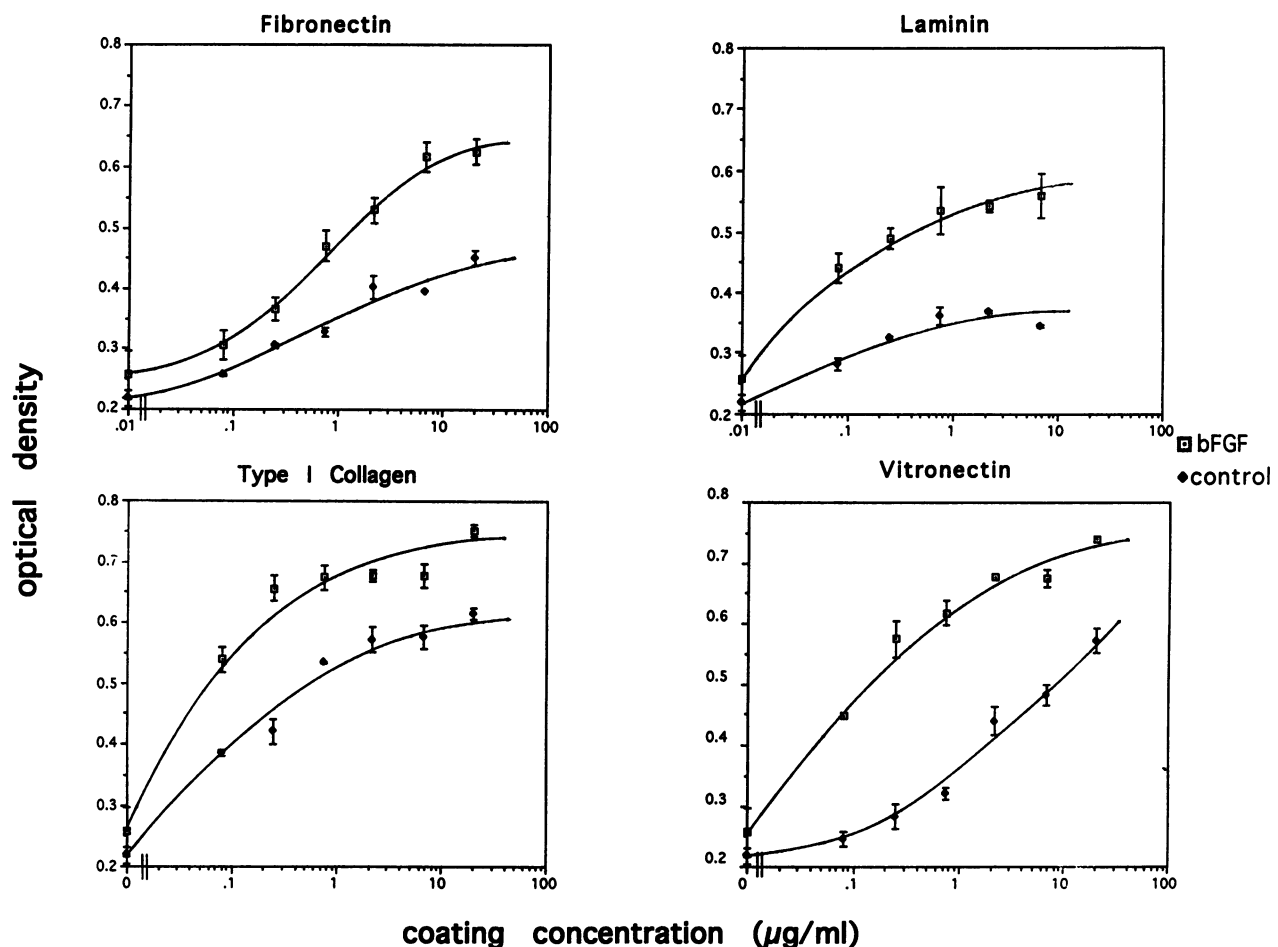 Fibronectin
0.8
0.7
0.6
0.5
0.4
0.3
0.2
.01 .1 1 10 100
Laminin
0.8
0.7
0.6
0.5
0.4
0.3
0.2
.01 .1 1 10 100
optical density
Type I Collagen
0.8
0.7
0.6
0.5
0.4
0.3
0.2
0 .1 1 10 100
Vitronectin
0.8
0.7
0.6
0.5
0.4
0.3
0.2
0 .1 1 10 100
bFGF
control
coating concentration (µg/ml)